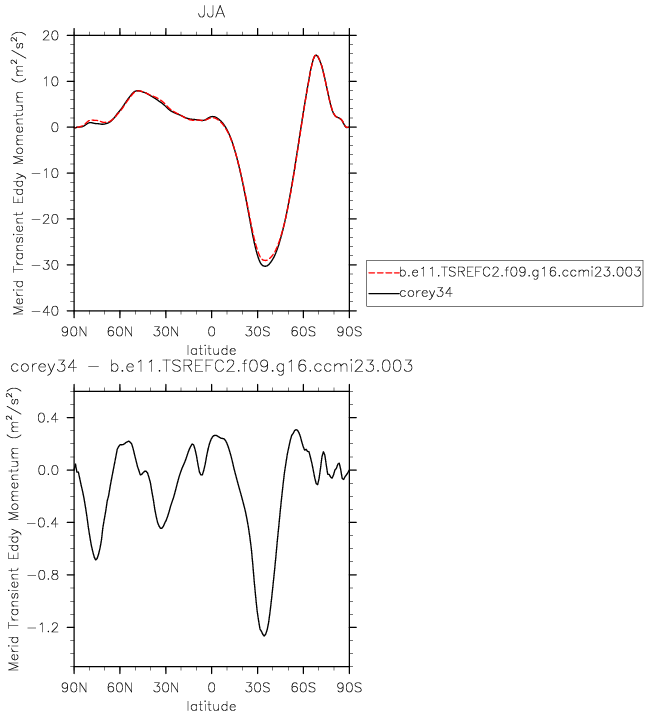 JJA
Merid Transient Eddy Momentum (m²/s²)
20
10
0
−10
−20
−30
−40
90N 60N 30N 0 30S 60S 90S
latitude
b.e11.TSREFC2.f09.g16.ccmi23.003
corey34
corey34 − b.e11.TSREFC2.f09.g16.ccmi23.003
Merid Transient Eddy Momentum (m²/s²)
0.4
0.0
−0.4
−0.8
−1.2
90N 60N 30N 0 30S 60S 90S
latitude